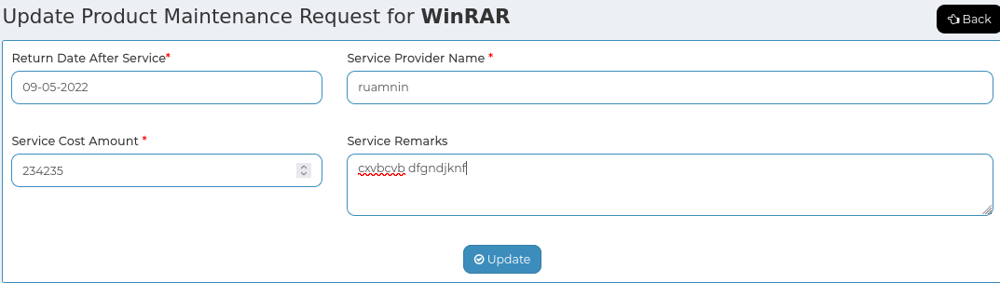 Update Product Maintenance Request for WinRAR
Back
Return Date After Service*
Service Provider Name *
09-05-2022
ruamnin
Service Cost Amount *
Service Remarks
234235
cxvbcvb dfgndjknf
Update